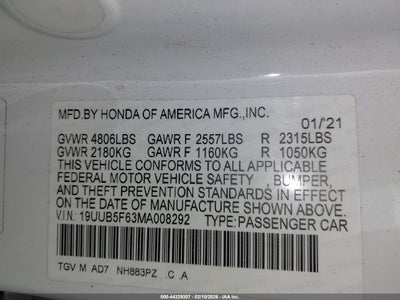 MFD.BY HONDA OF AMERICA MFG.,INC.
01/'21
GVWR 4806LBS GAWR F 2557LBS R 2315LBS
GVWR 2180KG GAWR F 1160KG R 1050KG
THIS VEHICLE CONFORMS TO ALL APPLICABLE
FEDERAL MOTOR VEHICLE SAFETY , BUMPER,
AND THEFT PREVENTION STANDARDS IN
EFFECT ON THE DATE OF MANUFACTURE
SHOWN ABOVE.
V.I.N: 19UUB5F63MA008292 TYPE:PASSENGER CAR
TGV M AD7 NH883PZ .C .A
000-44329307 - 02/10/2026 - © IAA, LLC